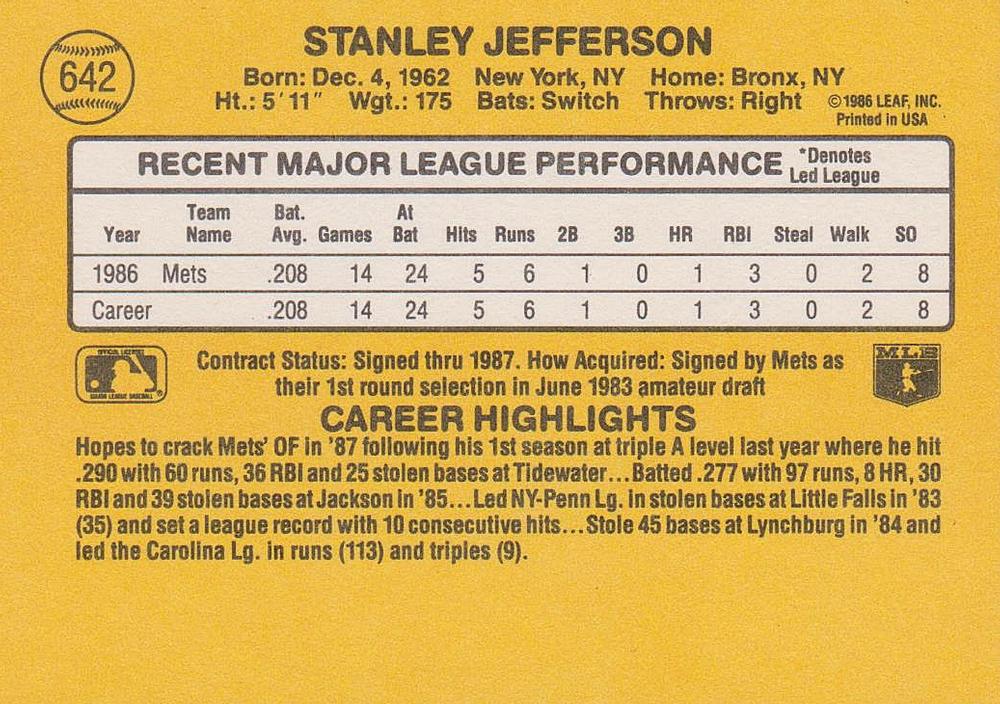 642
STANLEY JEFFERSON
Born: Dec. 4, 1962 New York, NY Home: Bronx, NY
Ht.: 5'11" Wgt.: 175 Bats: Switch Throws: Right ©1986 LEAF, INC.
Printed in USA
RECENT MAJOR LEAGUE PERFORMANCE *Denotes
Led League
Team Bat. At
Year Name Avg. Games Bat Hits Runs 2B 3B HR RBI Steal Walk SO
1986 Mets .208 14 24 5 6 1 0 1 3 0 2 8
Career .208 14 24 5 6 1 0 1 3 0 2 8
Contract Status: Signed thru 1987. How Acquired: Signed by Mets as
their 1st round selection in June 1983 amateur draft
MLB
MAJOR LEAGUE BASEBALL
CAREER HIGHLIGHTS
Hopes to crack Mets' OF in '87 following his 1st season at triple A level last year where he hit
.290 with 60 runs, 36 RBI and 25 stolen bases at Tidewater...Batted .277 with 97 runs, 8 HR, 30
RBI and 39 stolen bases at Jackson in '85...Led NY-Penn Lg. in stolen bases at Little Falls in '83
(35) and set a league record with 10 consecutive hits...Stole 45 bases at Lynchburg in '84 and
led the Carolina Lg. in runs (113) and triples (9).